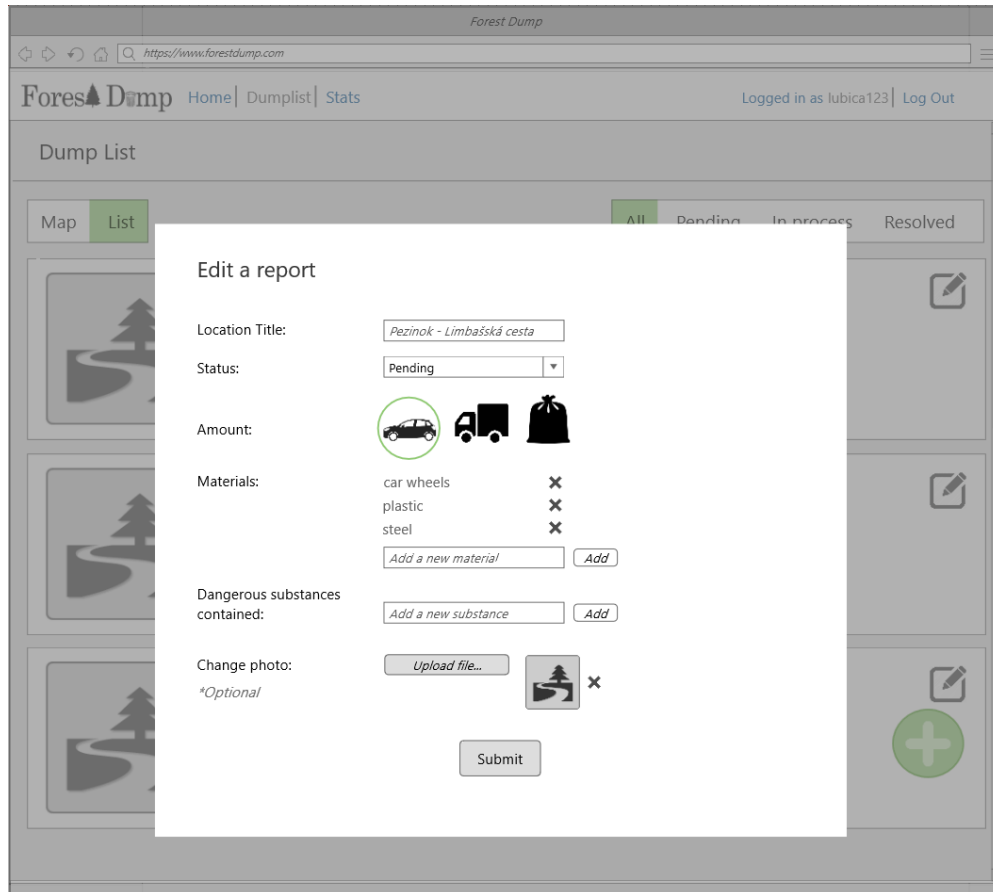 Forest Dump
https://www.forestdump.com
Forest Dump Home| Dumplist| Stats Logged in as lubica123| Log Out
Dump List
Map List All Pending In process Resolved
Edit a report
Location Title: Pezinok - Limbašská cesta
Status: Pending
Amount:
Materials: car wheels
plastic
steel
Add a new material Add
Dangerous substances
contained: Add a new substance Add
Change photo: Upload file...
*Optional
Submit